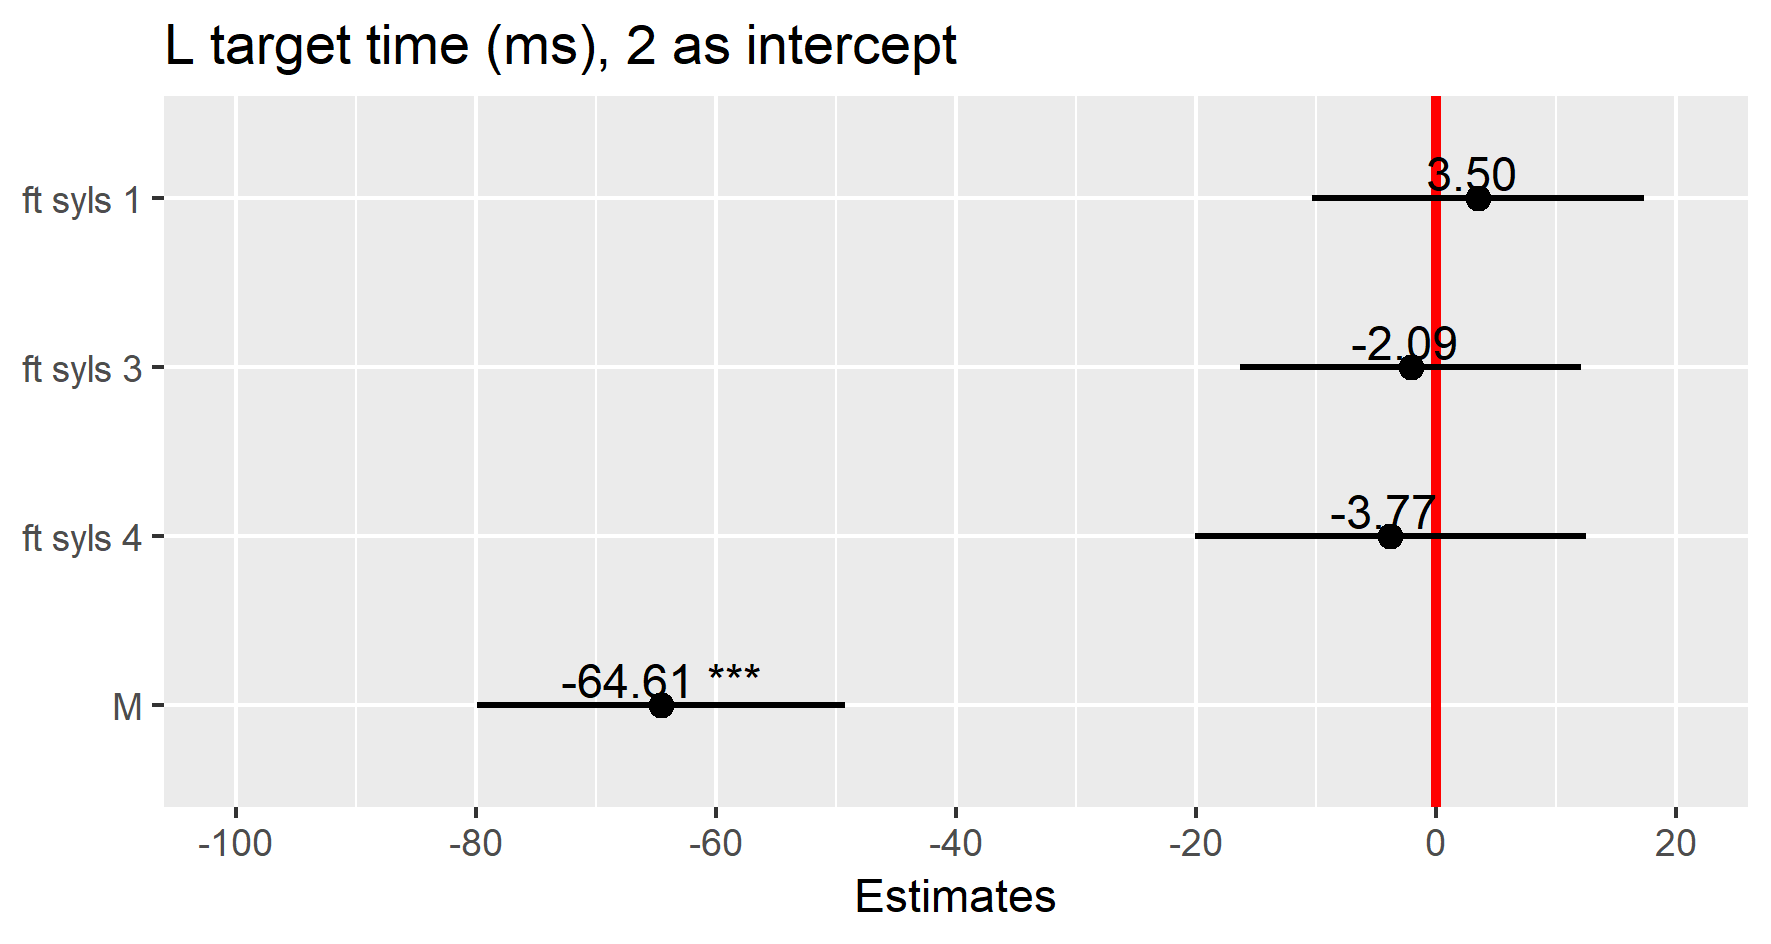 L target time (ms), 2 as intercept
ft syls 1
3.50
ft syls 3
-2.09
ft syls 4
-3.77
M
-64.61 ***
-100 -80 -60 -40 -20 0 20
Estimates